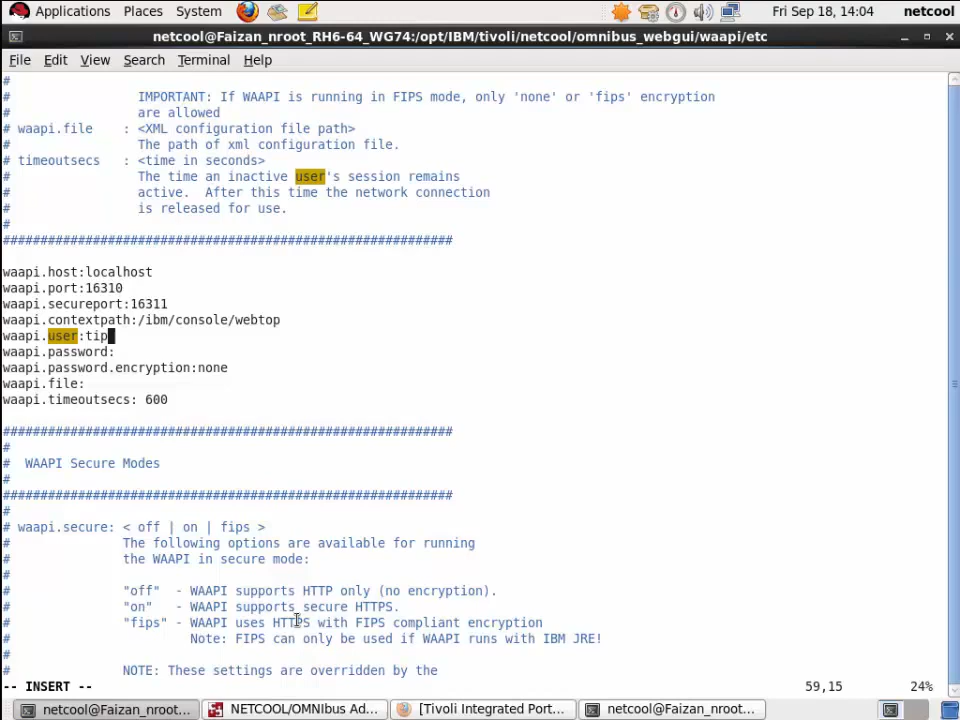 Applications Places System Fri Sep 18, 14:04 netcool
netcool@Faizan_nroot_RH6-64_WG74:/opt/IBM/tivoli/netcool/omnibus_webgui/waapi/etc
File Edit View Search Terminal Help
#
# IMPORTANT: If WAAPI is running in FIPS mode, only 'none' or 'fips' encryption
# are allowed
# waapi.file : <XML configuration file path>
# The path of xml configuration file.
# timeoutsecs : <time in seconds>
# The time an inactive user's session remains
# active. After this time the network connection
# is released for use.
#
############################################################
waapi.host:localhost
waapi.port:16310
waapi.secureport:16311
waapi.contextpath:/ibm/console/webtop
waapi.user:tip
waapi.password:
waapi.password.encryption:none
waapi.file:
waapi.timeoutsecs: 600
############################################################
#
# WAAPI Secure Modes
#
############################################################
#
# waapi.secure: < off | on | fips >
# The following options are available for running
# the WAAPI in secure mode:
#
# "off" - WAAPI supports HTTP only (no encryption).
# "on" - WAAPI supports secure HTTPS.
# "fips" - WAAPI uses HTTPS with FIPS compliant encryption
# Note: FIPS can only be used if WAAPI runs with IBM JRE!
#
# NOTE: These settings are overridden by the
-- INSERT -- 59,15 24%
netcool@Faizan_nroot... NETCOOL/OMNIbus Ad... [Tivoli Integrated Port... netcool@Faizan_nroot...